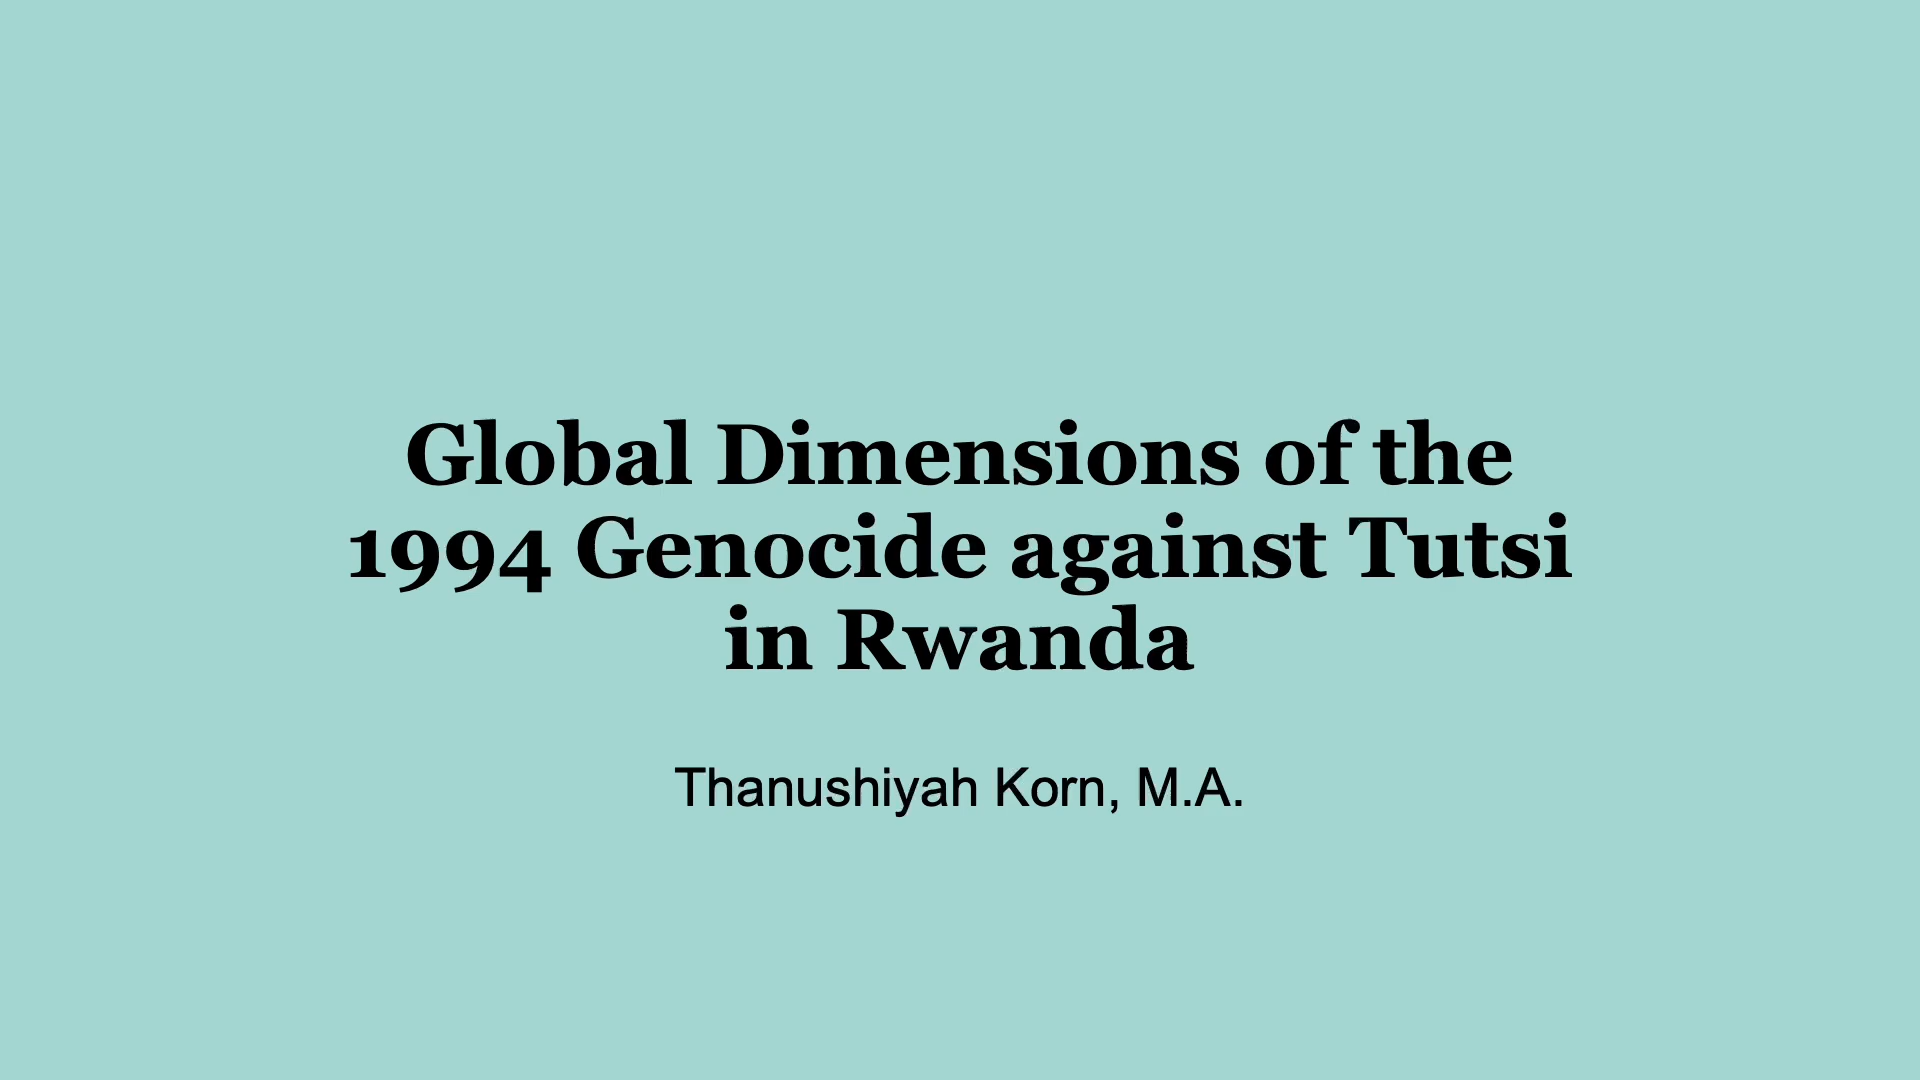 Global Dimensions of the
1994 Genocide against Tutsi
in Rwanda
Thanushiyah Korn, M.A.